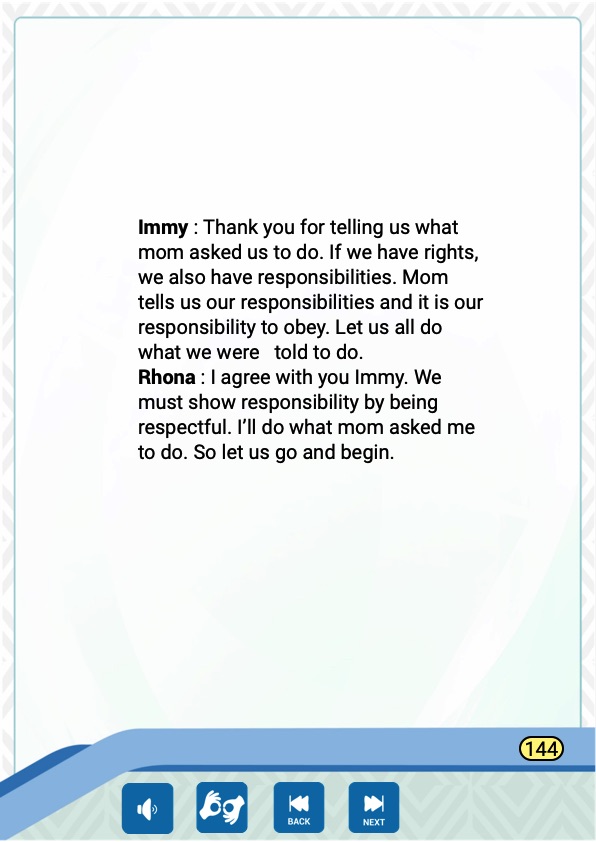 Immy : Thank you for telling us what
mom asked us to do. If we have rights,
we also have responsibilities. Mom
tells us our responsibilities and it is our
responsibility to obey. Let us all do
what we were   told to do.
Rhona : I agree with you Immy. We
must show responsibility by being
respectful. I’ll do what mom asked me
to do. So let us go and begin.
144
BACK
NEXT